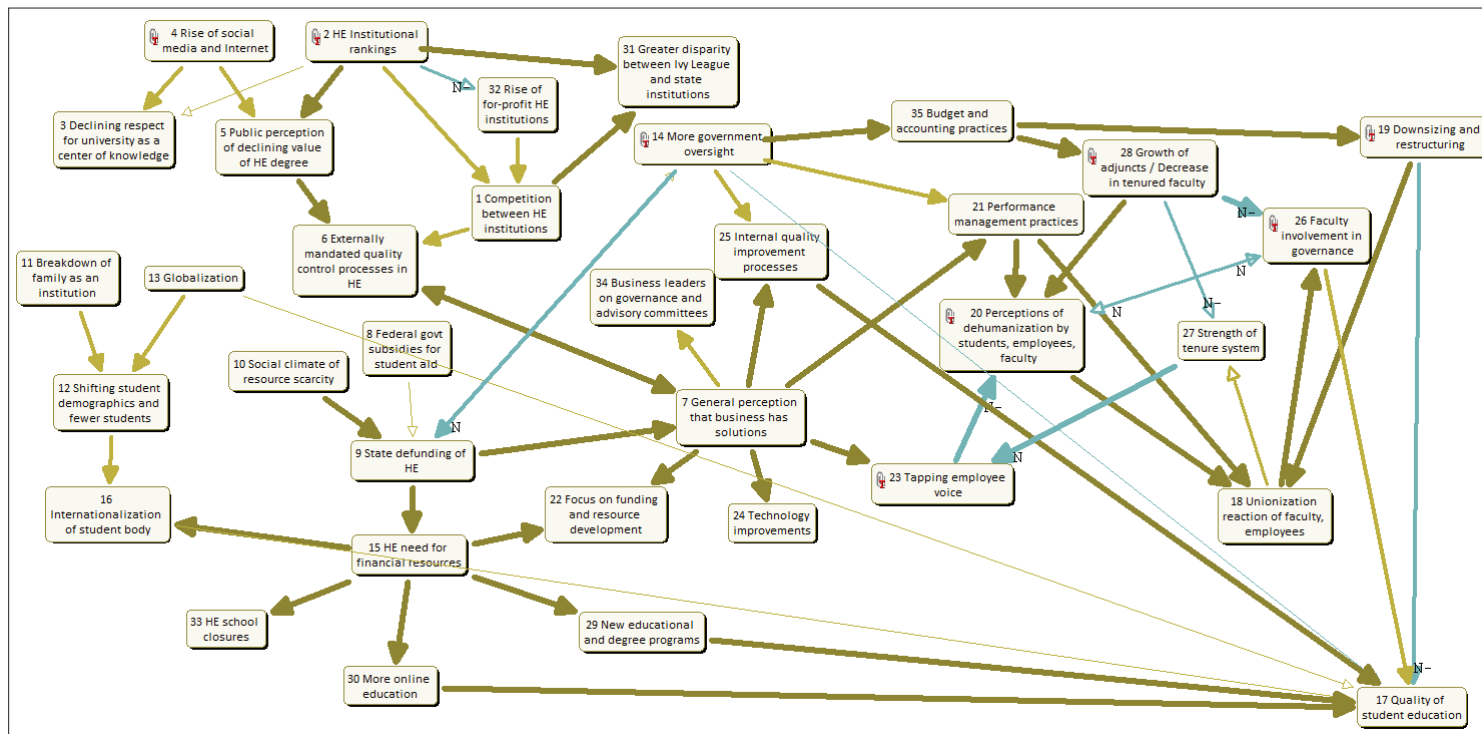 4 Rise of social
media and Internet
2 HE Institutional
rankings
31 Greater disparity
between Ivy League
and state
institutions
N-
32 Rise of
for-profit HE
institutions
3 Declining respect
for university as a
center of knowledge
5 Public perception
of declining value
of HE degree
14 More government
oversight
35 Budget and
accounting practices
19 Downsizing and
restructuring
28 Growth of
adjuncts / Decrease
in tenured faculty
1 Competition
between HE
institutions
21 Performance
management practices
N-
26 Faculty
involvement in
governance
6 Externally
mandated quality
control processes in
HE
25 Internal quality
improvement
processes
11 Breakdown of
family as an
institution
13 Globalization
34 Business leaders
on governance and
advisory committees
N
N
20 Perceptions of
dehumanization by
students, employees,
faculty
N-
27 Strength of
tenure system
8 Federal govt
subsidies for
student aid
10 Social climate of
resource scarcity
12 Shifting student
demographics and
fewer students
7 General perception
that business has
solutions
N-
N
9 State defunding of
HE
N
23 Tapping employee
voice
16
Internationalization
of student body
22 Focus on funding
and resource
development
24 Technology
improvements
18 Unionization
reaction of faculty,
employees
15 HE need for
financial resources
33 HE school
closures
29 New educational
and degree programs
30 More online
education
N-
17 Quality of
student education